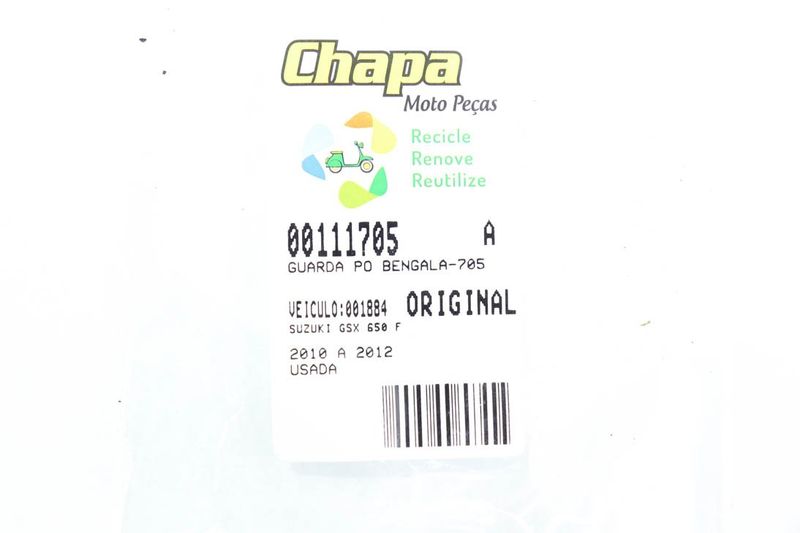 Chapa
Moto Peças
Recicle
Renove
Reutilize
00111705 A
GUARDA PO BENGALA-705
VEICULO:001884 ORIGINAL
SUZUKI GSX 650 F
2010 A 2012
USADA